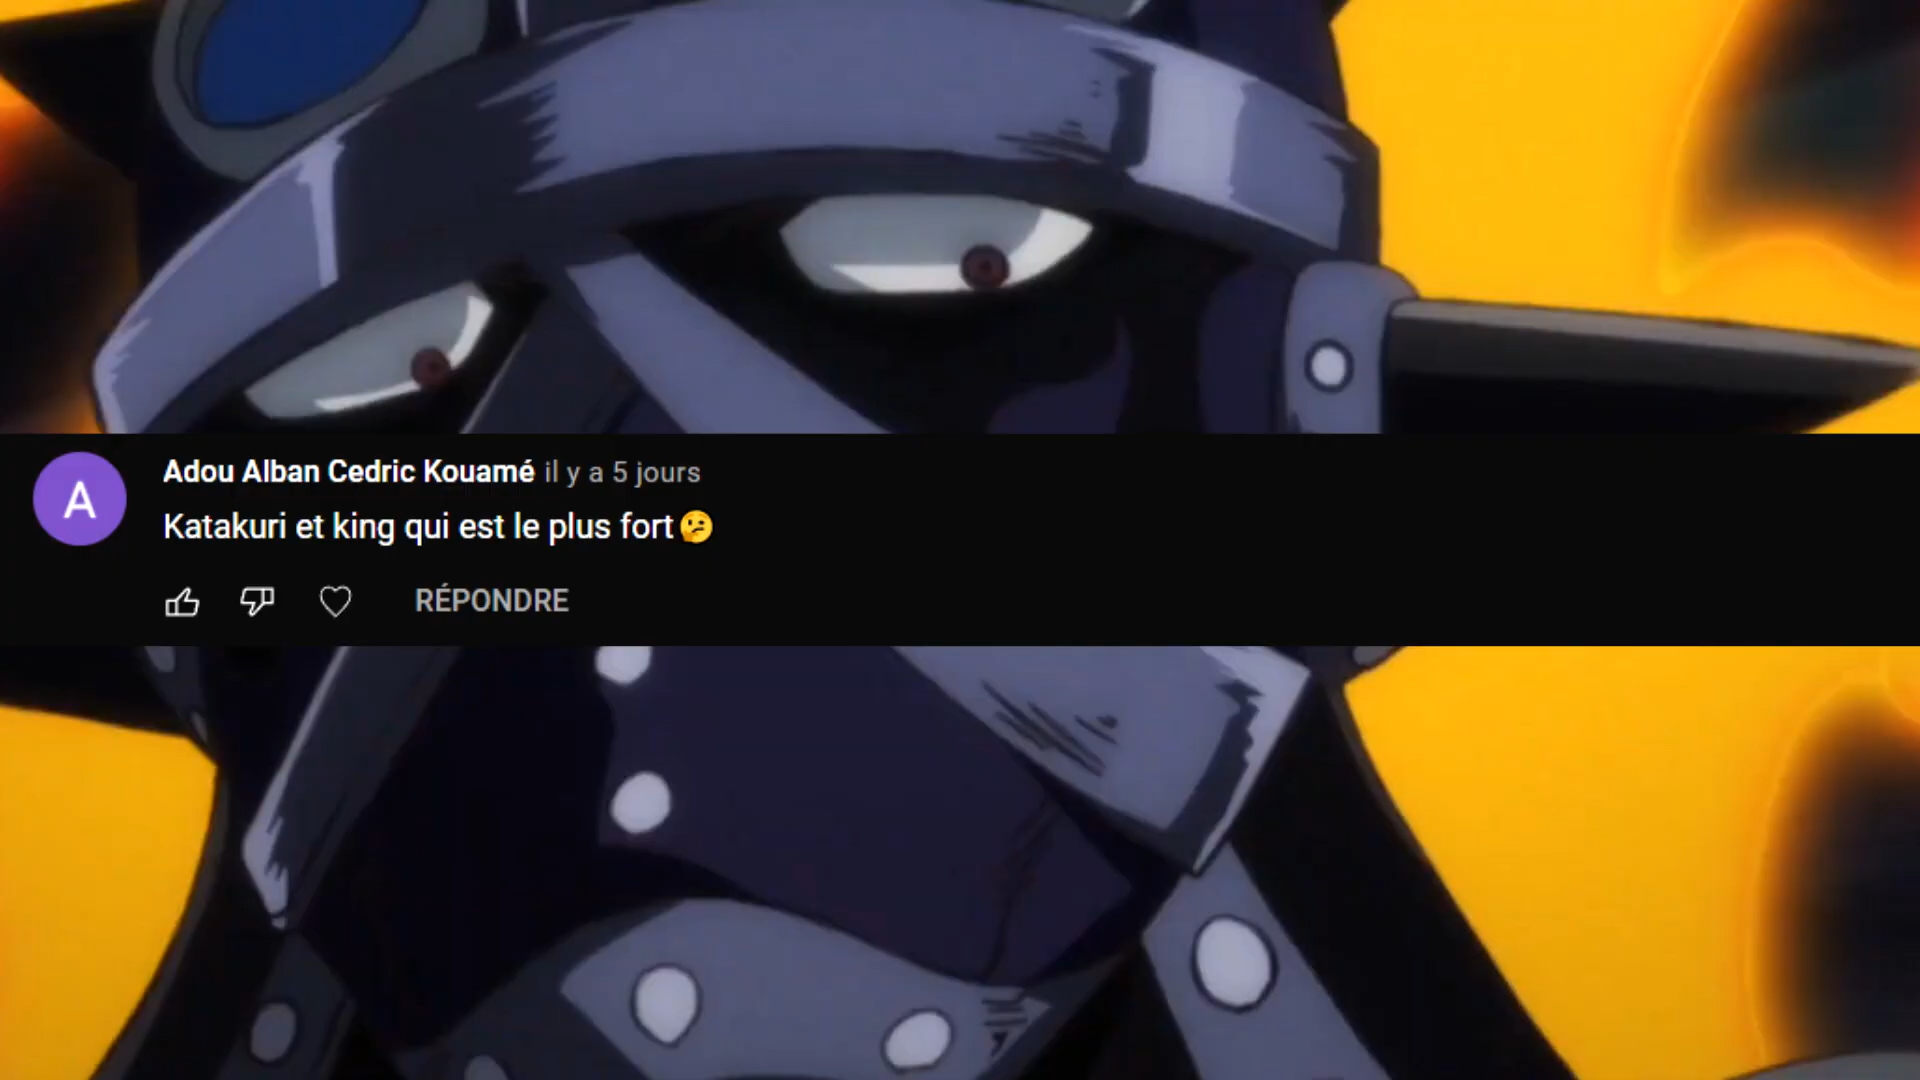 A
Adou Alban Cedric Kouamé il y a 5 jours
Katakuri et king qui est le plus fort🤔
RÉPONDRE